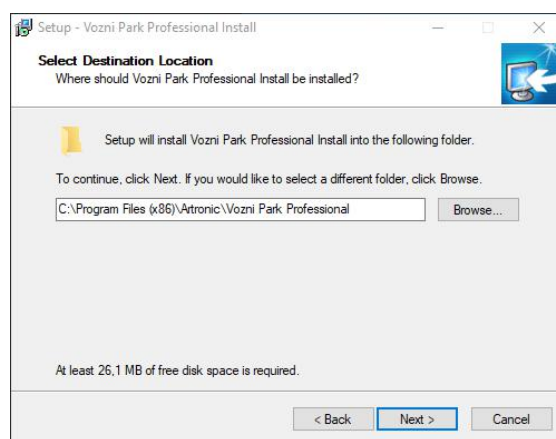 Setup - Vozni Park Professional Install
Select Destination Location
Where should Vozni Park Professional Install be installed?
Setup will install Vozni Park Professional Install into the following folder.
To continue, click Next. If you would like to select a different folder, click Browse.
C:\Program Files (x86)\Artronic\Vozni Park Professional
Browse...
At least 26,1 MB of free disk space is required.
< Back
Next >
Cancel